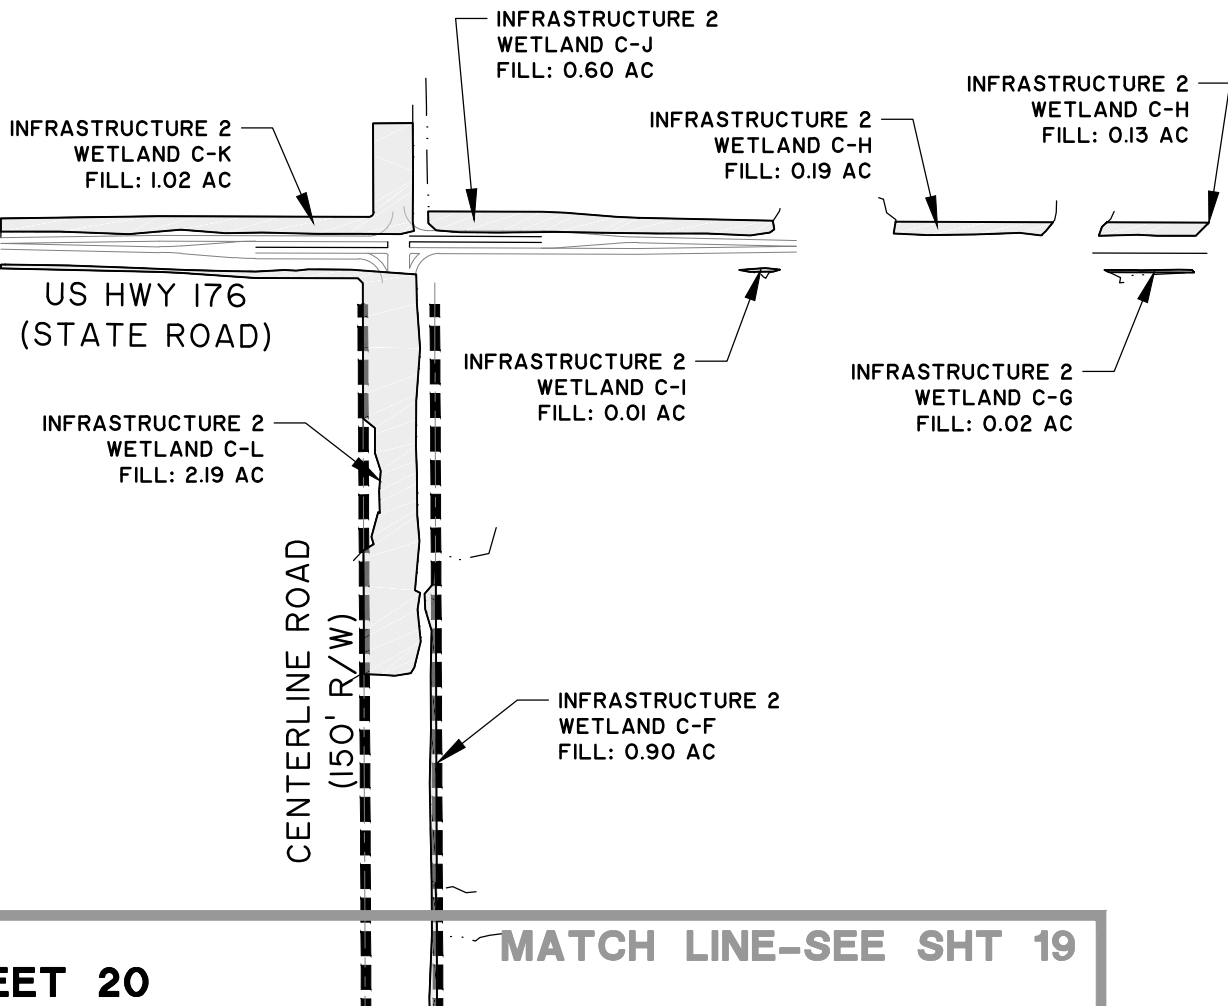 INFRASTRUCTURE 2
WETLAND C-J
FILL: 0.60 AC
INFRASTRUCTURE 2
WETLAND C-H
FILL: 0.13 AC
INFRASTRUCTURE 2
WETLAND C-H
FILL: 0.19 AC
INFRASTRUCTURE 2
WETLAND C-K
FILL: 1.02 AC
US HWY 176
(STATE ROAD)
INFRASTRUCTURE 2
WETLAND C-I
FILL: 0.01 AC
INFRASTRUCTURE 2
WETLAND C-G
FILL: 0.02 AC
INFRASTRUCTURE 2
WETLAND C-L
FILL: 2.19 AC
CENTERLINE ROAD
(150' R/W)
INFRASTRUCTURE 2
WETLAND C-F
FILL: 0.90 AC
MATCH LINE-SEE SHT 19
EET 20